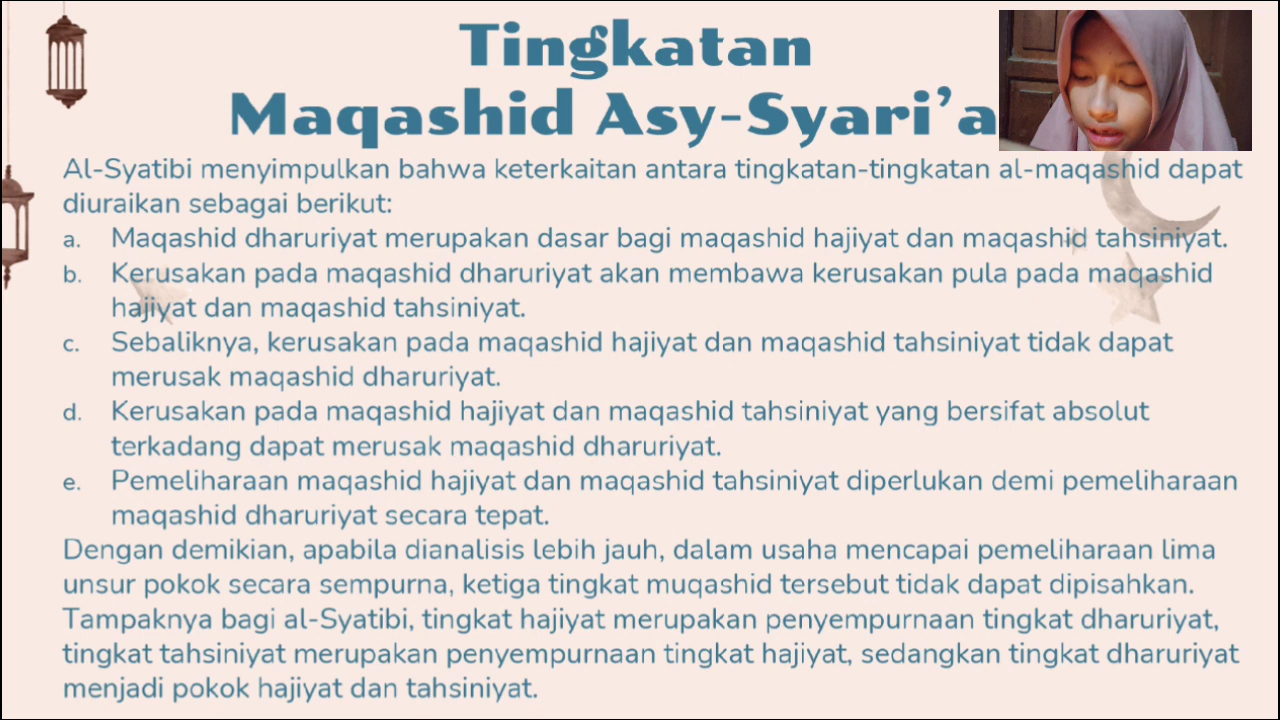 Tingkatan
Maqashid Asy-Syari'a
Al-Syatibi menyimpulkan bahwa keterkaitan antara tingkatan-tingkatan al-maqashid dapat
diuraikan sebagai berikut:
a. Maqashid dharuriyat merupakan dasar bagi maqashid hajiyat dan maqashid tahsiniyat.
b. Kerusakan pada maqashid dharuriyat akan membawa kerusakan pula pada maqashid
hajiyat dan maqashid tahsiniyat.
c. Sebaliknya, kerusakan pada maqashid hajiyat dan maqashid tahsiniyat tidak dapat
merusak maqashid dharuriyat.
d. Kerusakan pada maqashid hajiyat dan maqashid tahsiniyat yang bersifat absolut
terkadang dapat merusak maqashid dharuriyat.
e. Pemeliharaan maqashid hajiyat dan maqashid tahsiniyat diperlukan demi pemeliharaan
maqashid dharuriyat secara tepat.
Dengan demikian, apabila dianalisis lebih jauh, dalam usaha mencapai pemeliharaan lima
unsur pokok secara sempurna, ketiga tingkat muqashid tersebut tidak dapat dipisahkan.
Tampaknya bagi al-Syatibi, tingkat hajiyat merupakan penyempurnaan tingkat dharuriyat,
tingkat tahsiniyat merupakan penyempurnaan tingkat hajiyat, sedangkan tingkat dharuriyat
menjadi pokok hajiyat dan tahsiniyat.